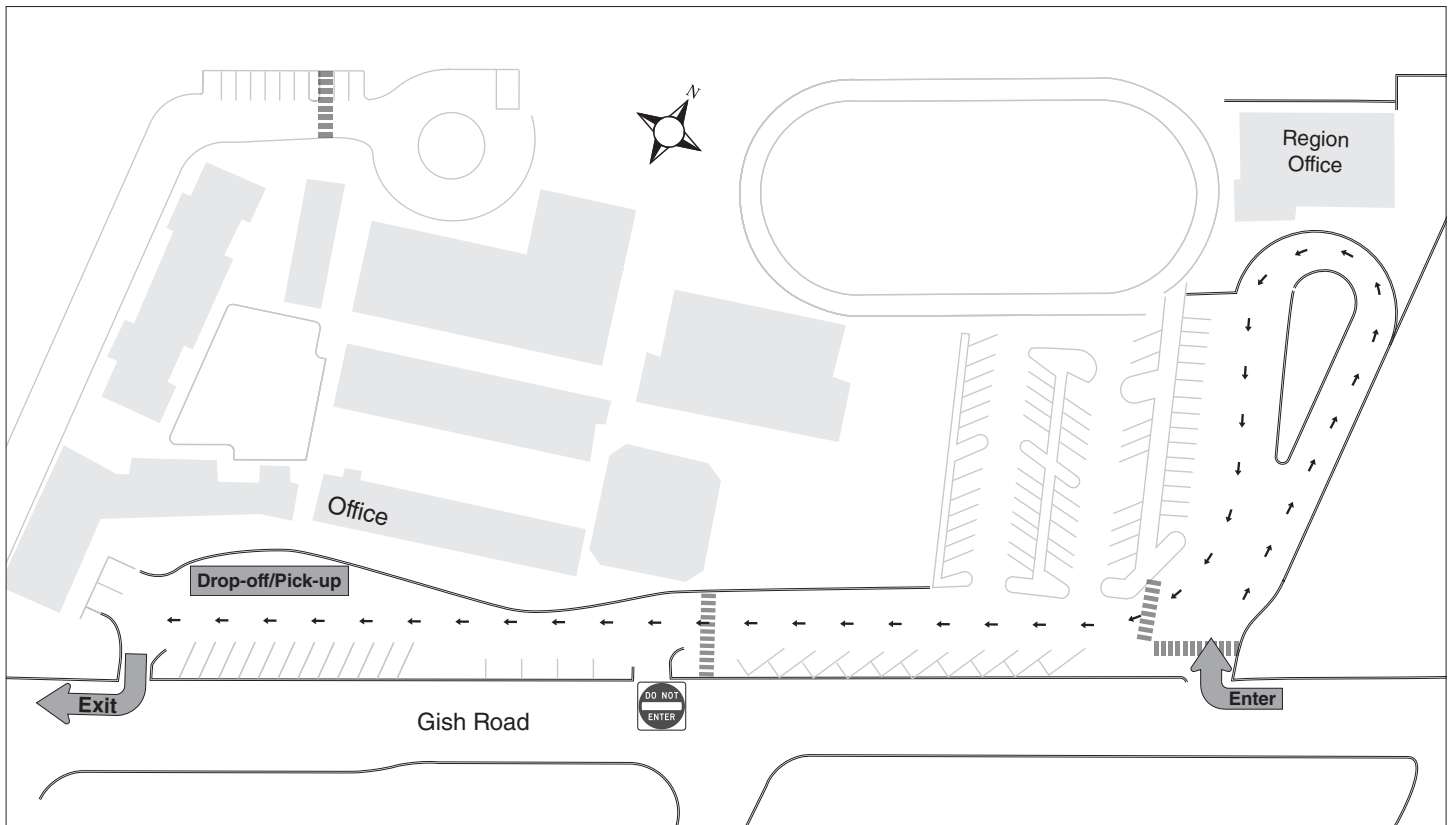 N
Region
Office
Office
Drop-off/Pick-up
Exit
DO NOT
ENTER
Enter
Gish Road